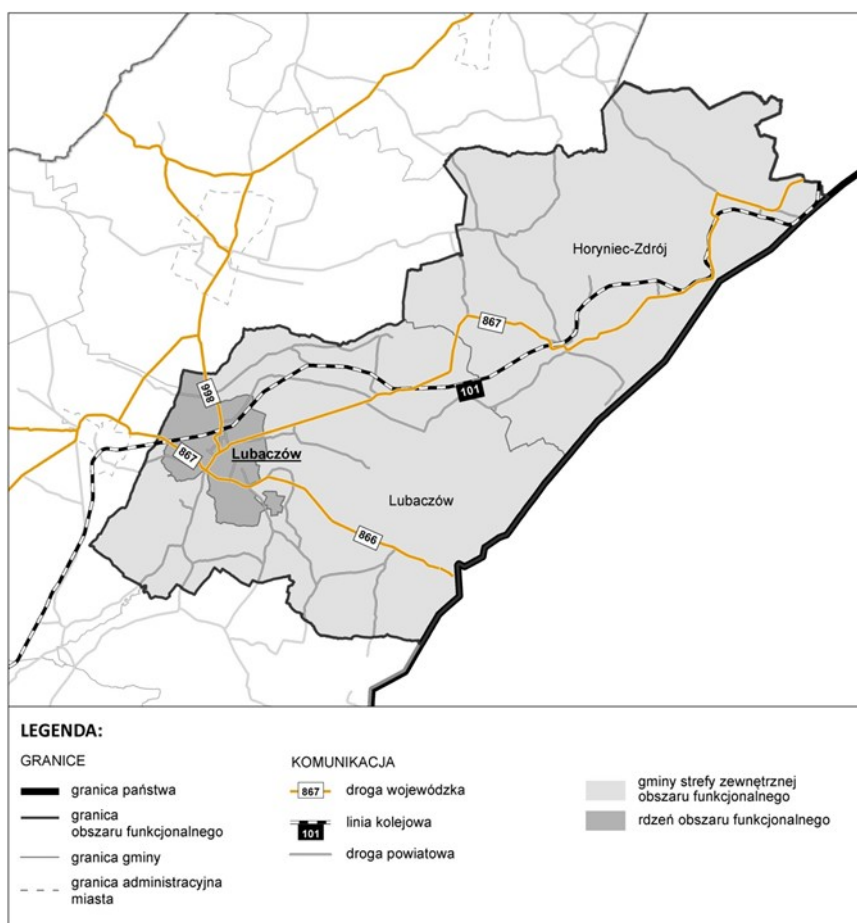 Horyniec-Zdrój
867
101
866
867
Lubaczów
Lubaczów
866
LEGENDA:
GRANICE
granica państwa
granica
obszaru funkcjonalnego
granica gminy
granica administracyjna
miasta
KOMUNIKACJA
867
droga wojewódzka
101
linia kolejowa
droga powiatowa
gminy strefy zewnętrznej
obszaru funkcjonalnego
rdzeń obszaru funkcjonalnego